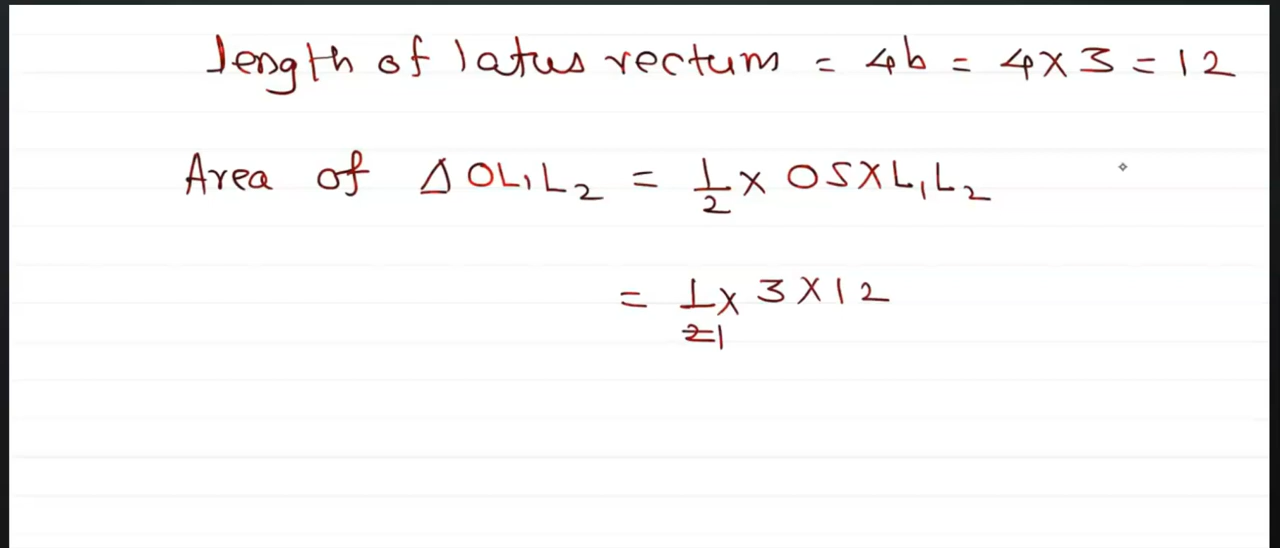 length of latus rectum = 4b = 4 × 3 = 12
Area of Δ OL₁L₂ = 1/2 × OS × L₁L₂
= 1/2 1 × 3 × 12